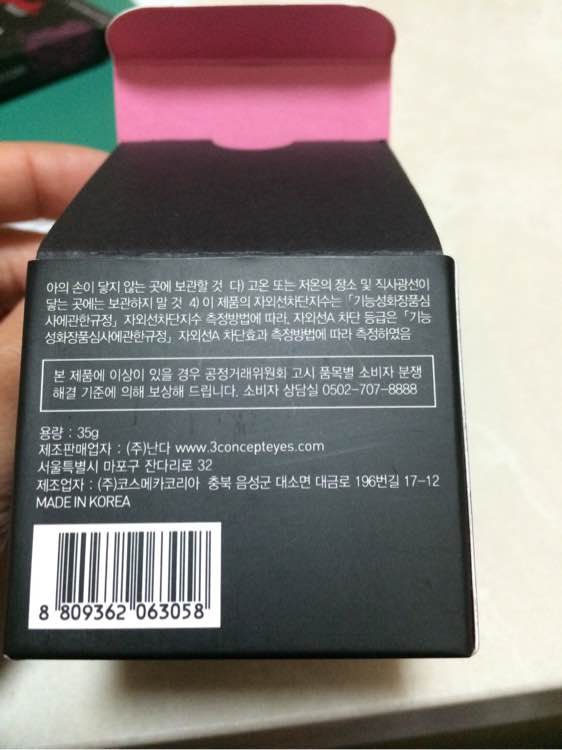 아의 손이 닿지 않는 곳에 보관할 것 다) 고온 또는 저온의 장소 및 직사광선이
닿는 곳에는 보관하지 말 것 4) 이 제품의 자외선차단지수는 「기능성화장품심
사에관한규정」 자외선차단지수 측정방법에 따라, 자외선A 차단 등급은 「기능
성화장품심사에관한규정」 자외선A 차단효과 측정방법에 따라 측정하였음
본 제품에 이상이 있을 경우 공정거래위원회 고시 품목별 소비자 분쟁
해결 기준에 의해 보상해 드립니다. 소비자 상담실 0502-707-8888
용량 : 35g
제조판매업자 : (주)난다 www.3concepteyes.com
서울특별시 마포구 잔다리로 32
제조업자 : (주)코스메카코리아 충북 음성군 대소면 대금로 196번길 17-12
MADE IN KOREA
8 809362 063058